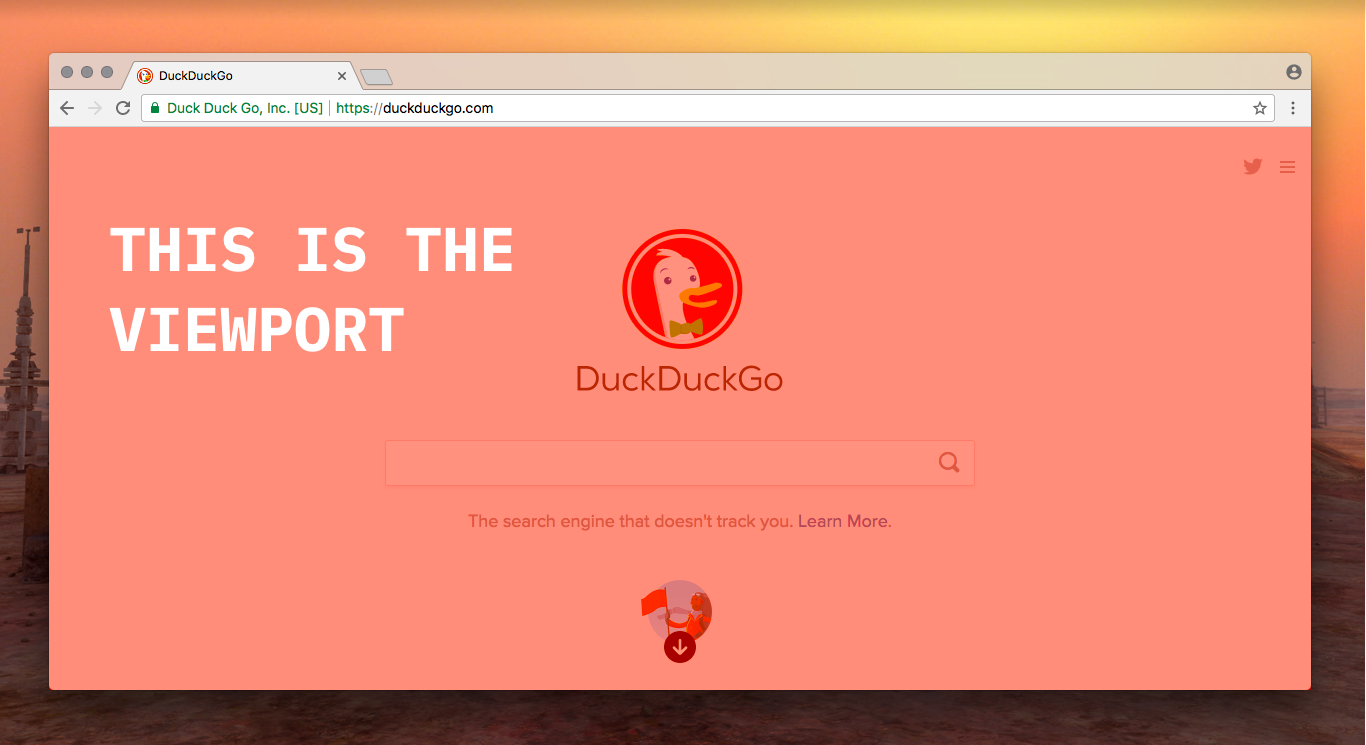 DuckDuckGo
Duck Duck Go, Inc. [US] | https://duckduckgo.com
THIS IS THE
VIEWPORT
DuckDuckGo
The search engine that doesn't track you. Learn More.